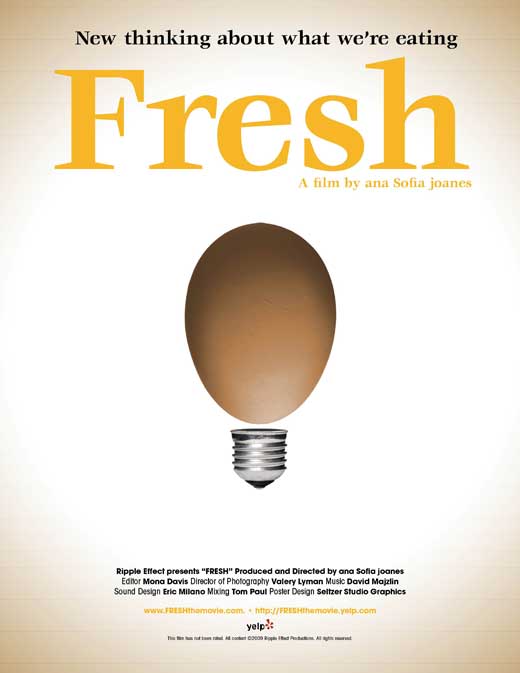 New thinking about what we're eating
Fresh
A film by ana Sofia joanes
Ripple Effect presents "FRESH" Produced and Directed by ana Sofia joanes
Editor Mona Davis Director of Photography Valery Lyman Music David Majzlin
Sound Design Eric Milano Mixing Tom Paul Poster Design Seltzer Studio Graphics
www.FRESHthemovie.com. • http://FRESHthemovie.yelp.com
yelp
This film has not been rated. All content ©2009 Ripple Effect Productions. All rights reserved.